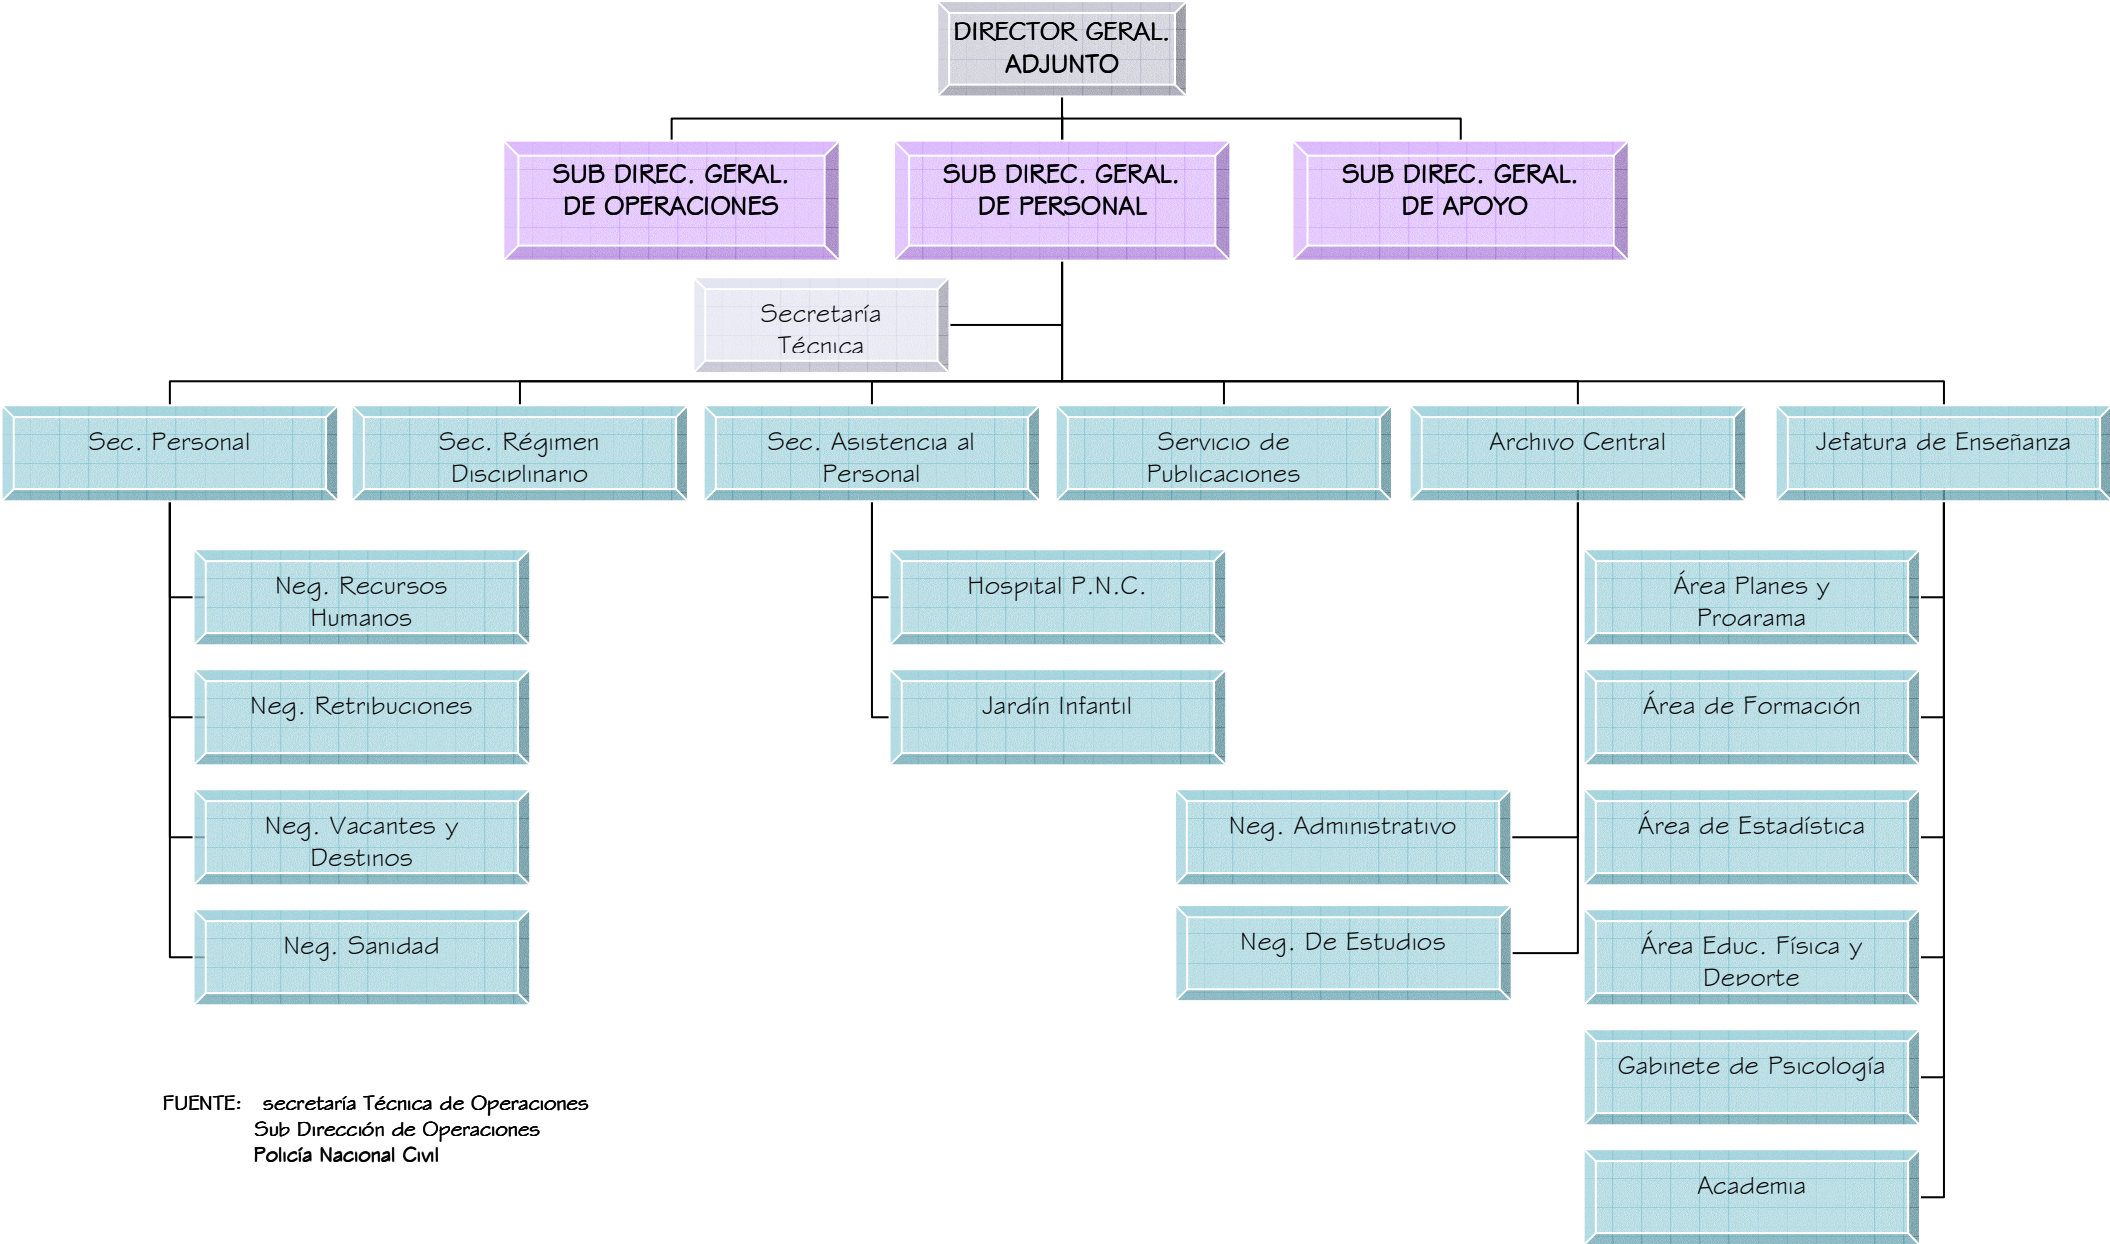 DIRECTOR GERAL.
ADJUNTO
SUB DIREC. GERAL.
DE OPERACIONES
SUB DIREC. GERAL.
DE PERSONAL
SUB DIREC. GERAL.
DE APOYO
Secretaría
Técnica
Sec. Personal
Sec. Régimen
Disciplinario
Sec. Asistencia al
Personal
Servicio de
Publicaciones
Archivo Central
Jefatura de Enseñanza
Neg. Recursos
Humanos
Neg. Retribuciones
Neg. Vacantes y
Destinos
Neg. Sanidad
Hospital P.N.C.
Jardín Infantil
Neg. Administrativo
Neg. De Estudios
Área Planes y
Programa
Área de Formación
Área de Estadística
Área Educ. Física y
Deporte
Gabinete de Psicología
Academia
FUENTE: secretaría Técnica de Operaciones
Sub Dirección de Operaciones
Policía Nacional Civil